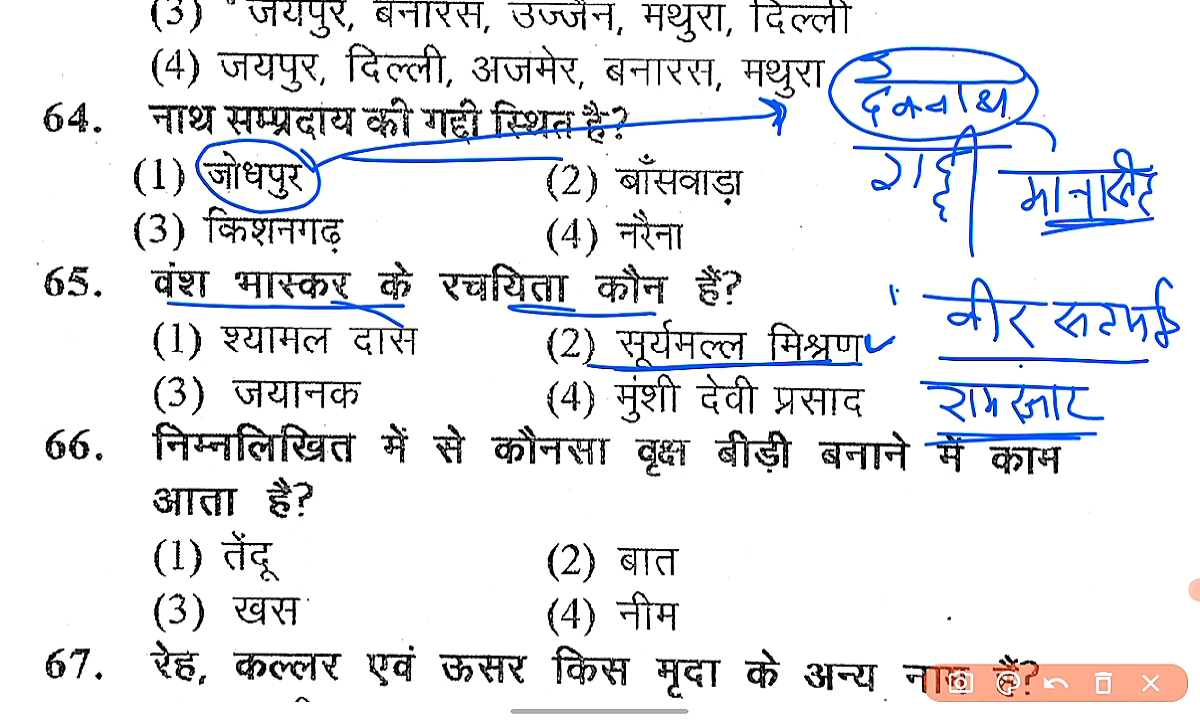 (3) जयपुर, बनारस, उज्जैन, मथुरा, दिल्ली
(4) जयपुर, दिल्ली, अजमेर, बनारस, मथुरा
64. नाथ सम्प्रदाय की गद्दी स्थित है?
(1) जोधपुर (2) बाँसवाड़ा
गद्दी
(3) किशनगढ़ (4) नरैना
65. वंश भास्कर के रचयिता कौन हैं?
(1) श्यामल दास (2) सूर्यमल्ल मिश्रण
वीर सतसई
(3) जयानक (4) मुंशी देवी प्रसाद
66. निम्नलिखित में से कौनसा वृक्ष बीड़ी बनाने में काम
आता है?
(1) तेंदू (2) बात
(3) खस (4) नीम
67. रेह, कल्लर एवं ऊसर किस मृदा के अन्य नाम हैं?